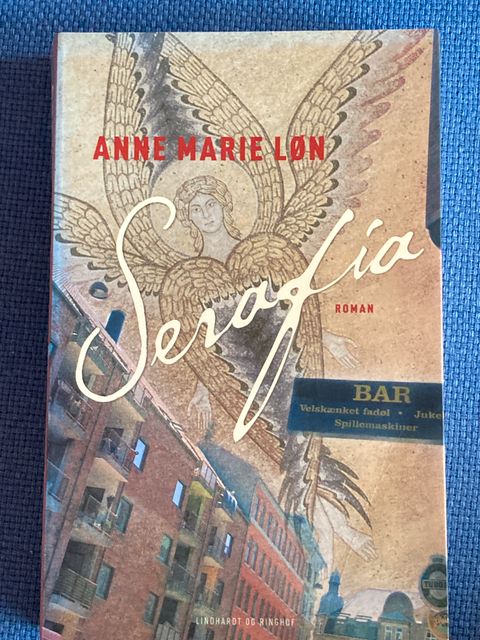 ANNE MARIE LØN
Serafia
ROMAN
BAR
Velskænket fadøl • Juke
Spillemaskiner
LINDHARDT OG RINGHOF